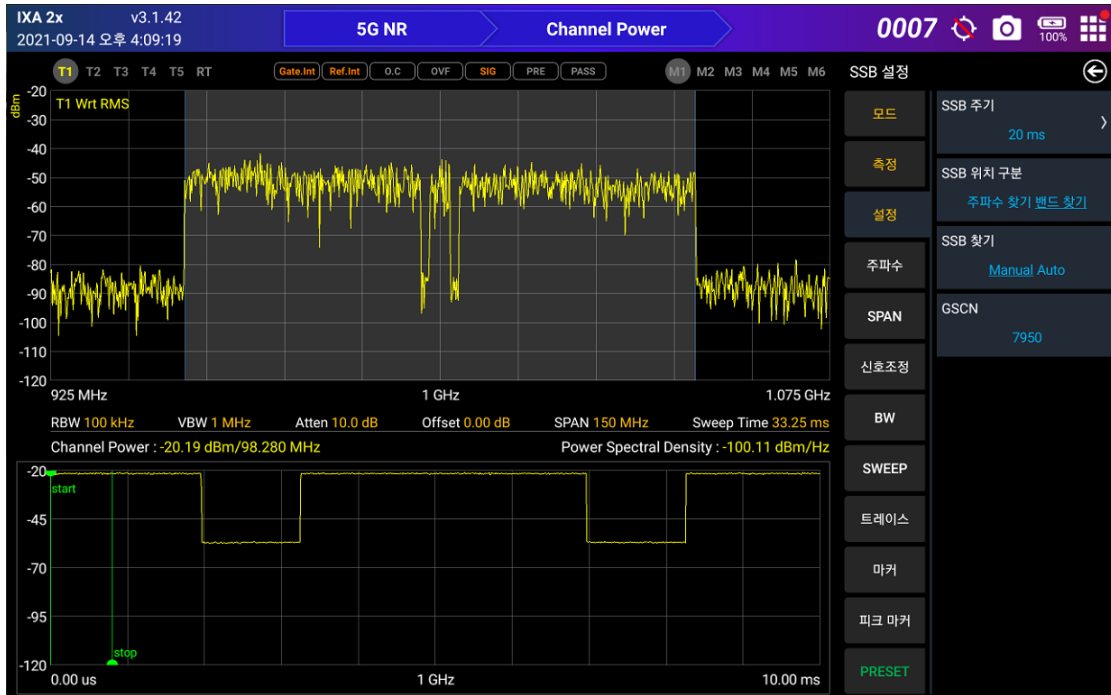 IXA 2x v3.1.42
2021-09-14 오후 4:09:19
5G NR
Channel Power
0007
100%
T1 T2 T3 T4 T5 RT
Gate.Int Ref.Int O.C OVF SIG PRE PASS
M1 M2 M3 M4 M5 M6
SSB 설정
dBm
T1 Wrt RMS
-20
-30
-40
-50
-60
-70
-80
-90
-100
-110
-120
925 MHz 1 GHz 1.075 GHz
RBW 100 kHz VBW 1 MHz Atten 10.0 dB Offset 0.00 dB SPAN 150 MHz Sweep Time 33.25 ms
Channel Power : -20.19 dBm/98.280 MHz Power Spectral Density : -100.11 dBm/Hz
-20
start
-45
-70
-95
stop
-120
0.00 us 1 GHz 10.00 ms
모드
측정
설정
주파수
SPAN
신호조정
BW
SWEEP
트레이스
마커
피크 마커
PRESET
SSB 주기
20 ms
SSB 위치 구분
주파수 찾기 밴드 찾기
SSB 찾기
Manual Auto
GSCN
7950